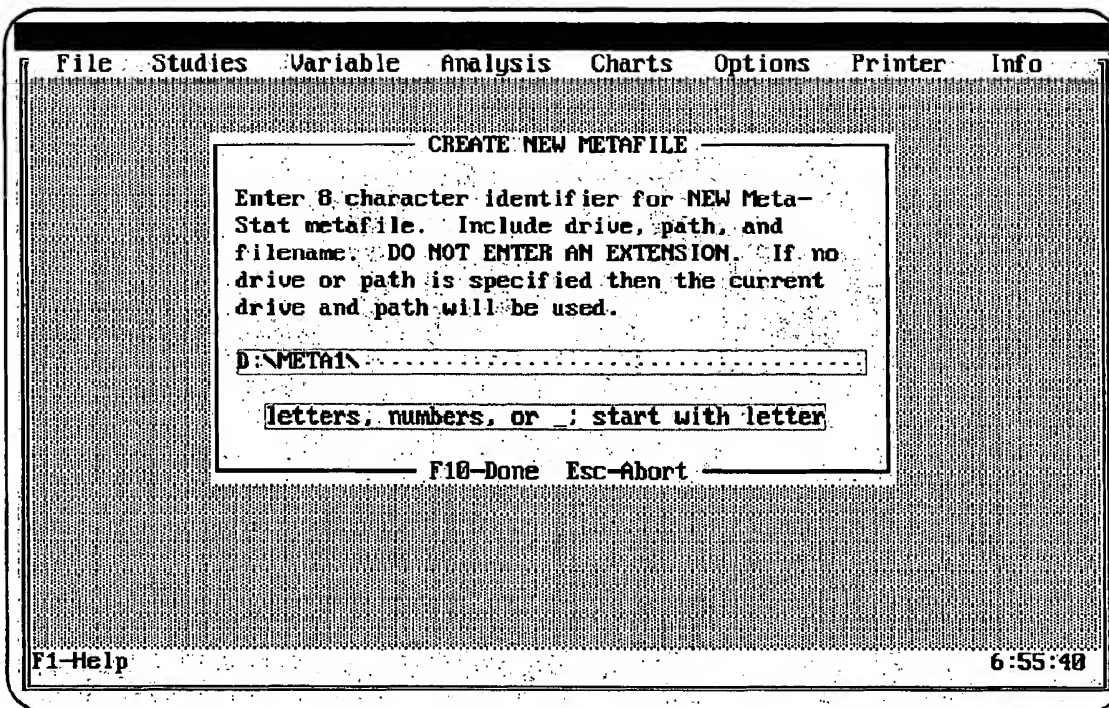 File Studies Variable Analysis Charts Options Printer Info
CREATE NEW METAFILE
Enter 8 character identifier for NEW Meta-
Stat metafile. Include drive, path, and
filename. DO NOT ENTER AN EXTENSION. If no
drive or path is specified then the current
drive and path will be used.
D:\META1\
letters, numbers, or _; start with letter
F10-Done Esc-Abort
F1-Help 6:55:40